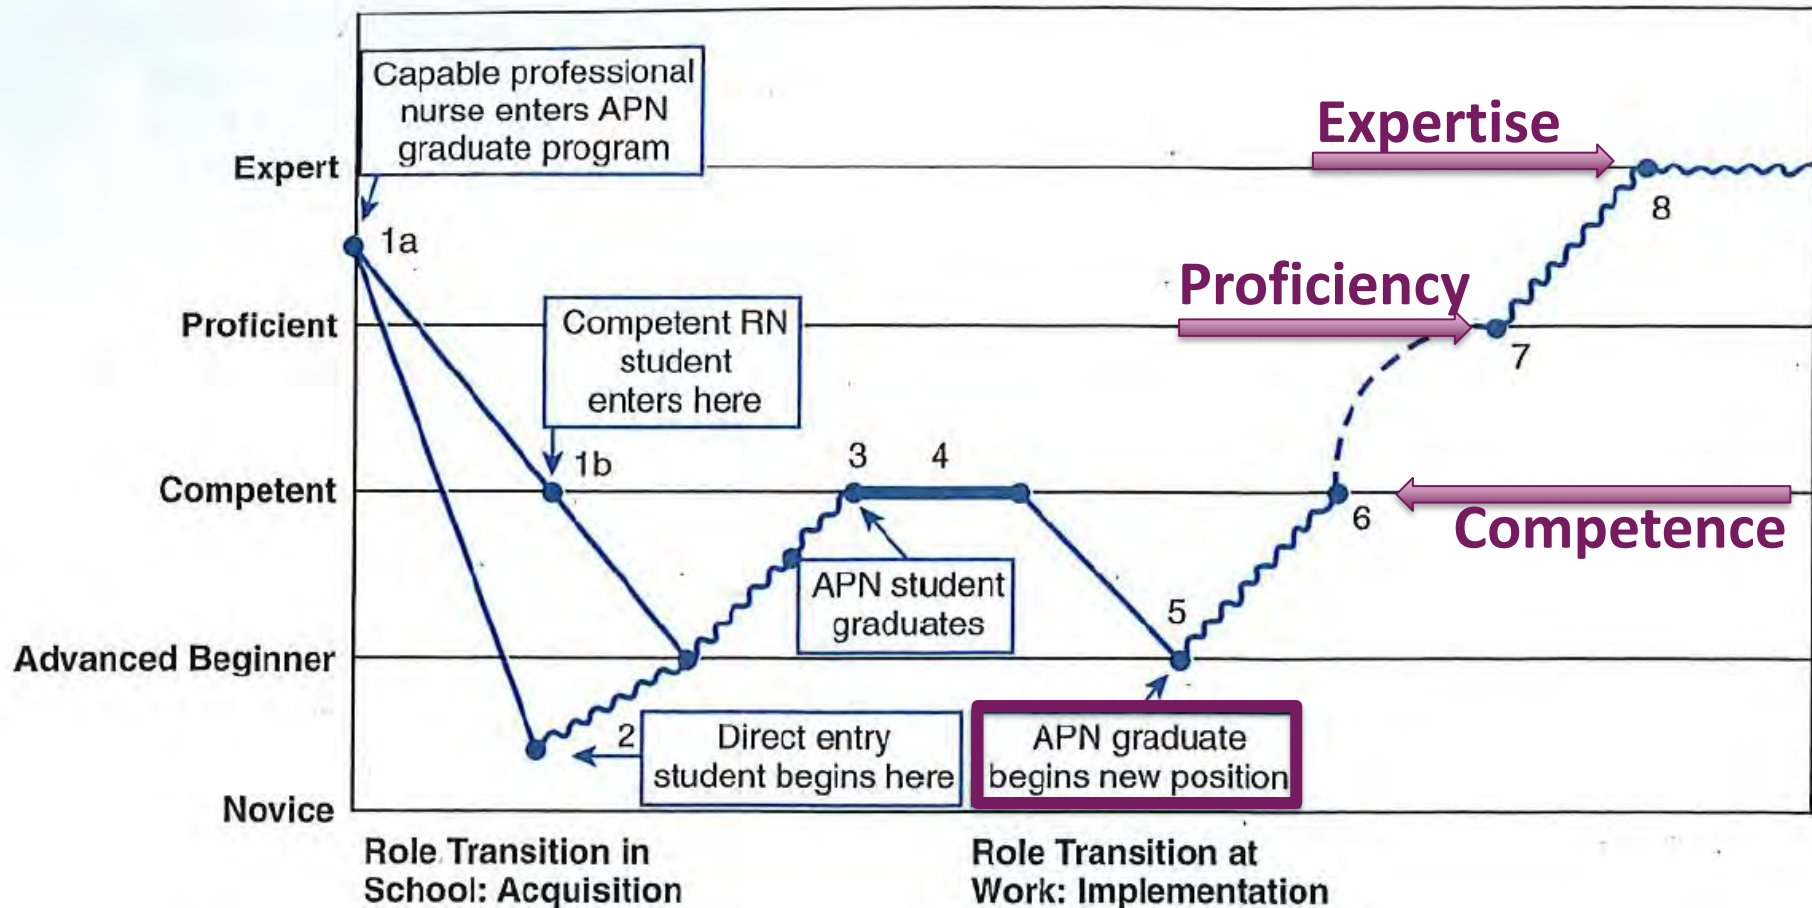 Capable professional
nurse enters APN
graduate program
Expertise
Expert
8
1a
Proficiency
Proficient
Competent RN
student
enters here
7
1b
3
4
Competent
6
Competence
APN student
graduates
5
Advanced Beginner
2
Direct entry
student begins here
APN graduate
begins new position
Novice
Role Transition in
School: Acquisition
Role Transition at
Work: Implementation